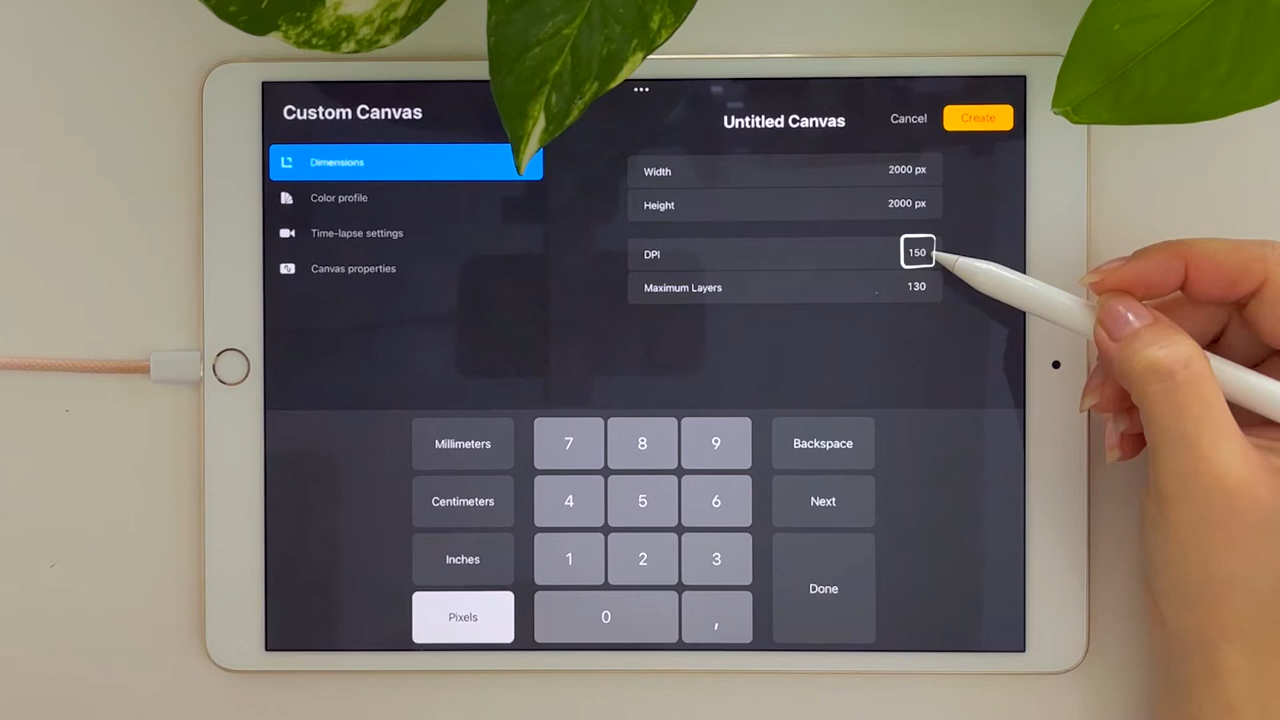 Custom Canvas
Untitled Canvas
Cancel
Create
Dimensions
Color profile
Time-lapse settings
Canvas properties
Width 2000 px
Height 2000 px
DPI 150
Maximum Layers 130
Millimeters 7 8 9 Backspace
Centimeters 4 5 6 Next
Inches 1 2 3
Done
Pixels 0 ,